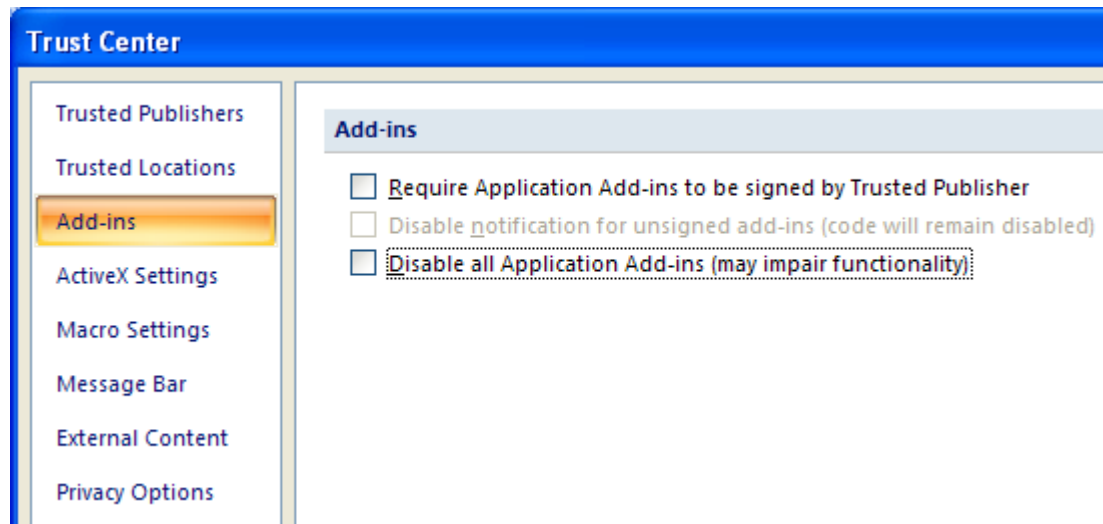 Trust Center
Trusted Publishers
Trusted Locations
Add-ins
ActiveX Settings
Macro Settings
Message Bar
External Content
Privacy Options
Add-ins
Require Application Add-ins to be signed by Trusted Publisher
Disable notification for unsigned add-ins (code will remain disabled)
Disable all Application Add-ins (may impair functionality)